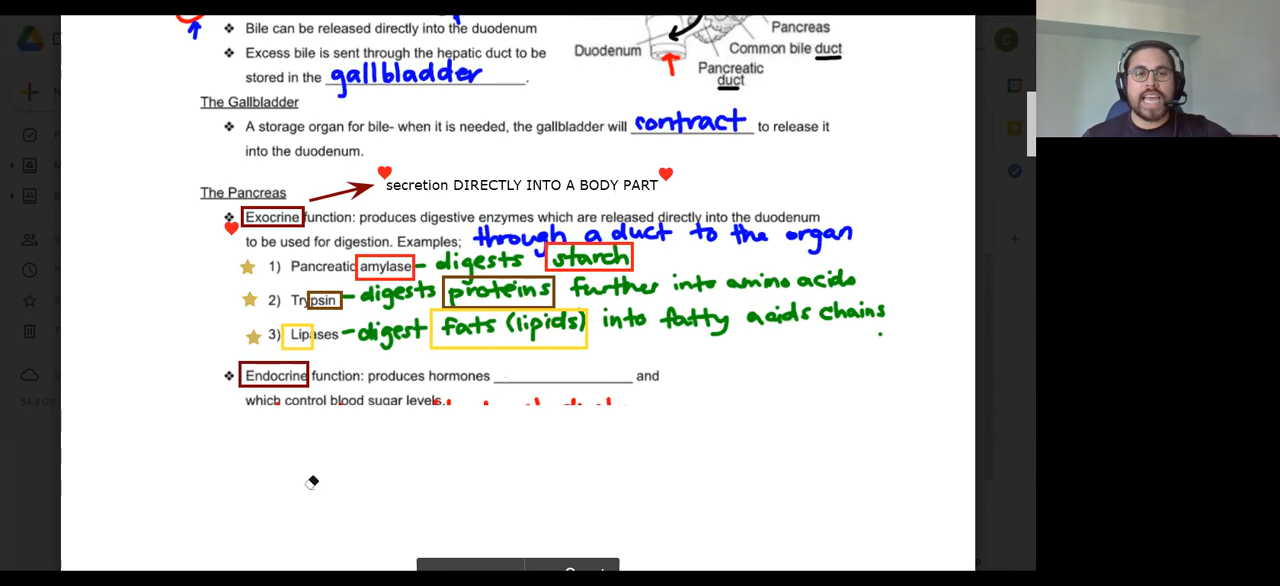 ❖ Bile can be released directly into the duodenum
❖ Excess bile is sent through the hepatic duct to be
stored in the gallbladder.
Duodenum
Pancreas
Common bile duct
Pancreatic
duct
The Gallbladder
❖ A storage organ for bile- when it is needed, the gallbladder will contract to release it
into the duodenum.
The Pancreas
secretion DIRECTLY INTO A BODY PART
❖ Exocrine function: produces digestive enzymes which are released directly into the duodenum
to be used for digestion. Examples; through a duct to the organ
1) Pancreatic amylase - digests starch
2) Trypsin - digests proteins further into amino acids
3) Lipases - digest fats (lipids) into fatty acids chains
❖ Endocrine function: produces hormones ____________ and
which control blood sugar levels.
C
54.8 G